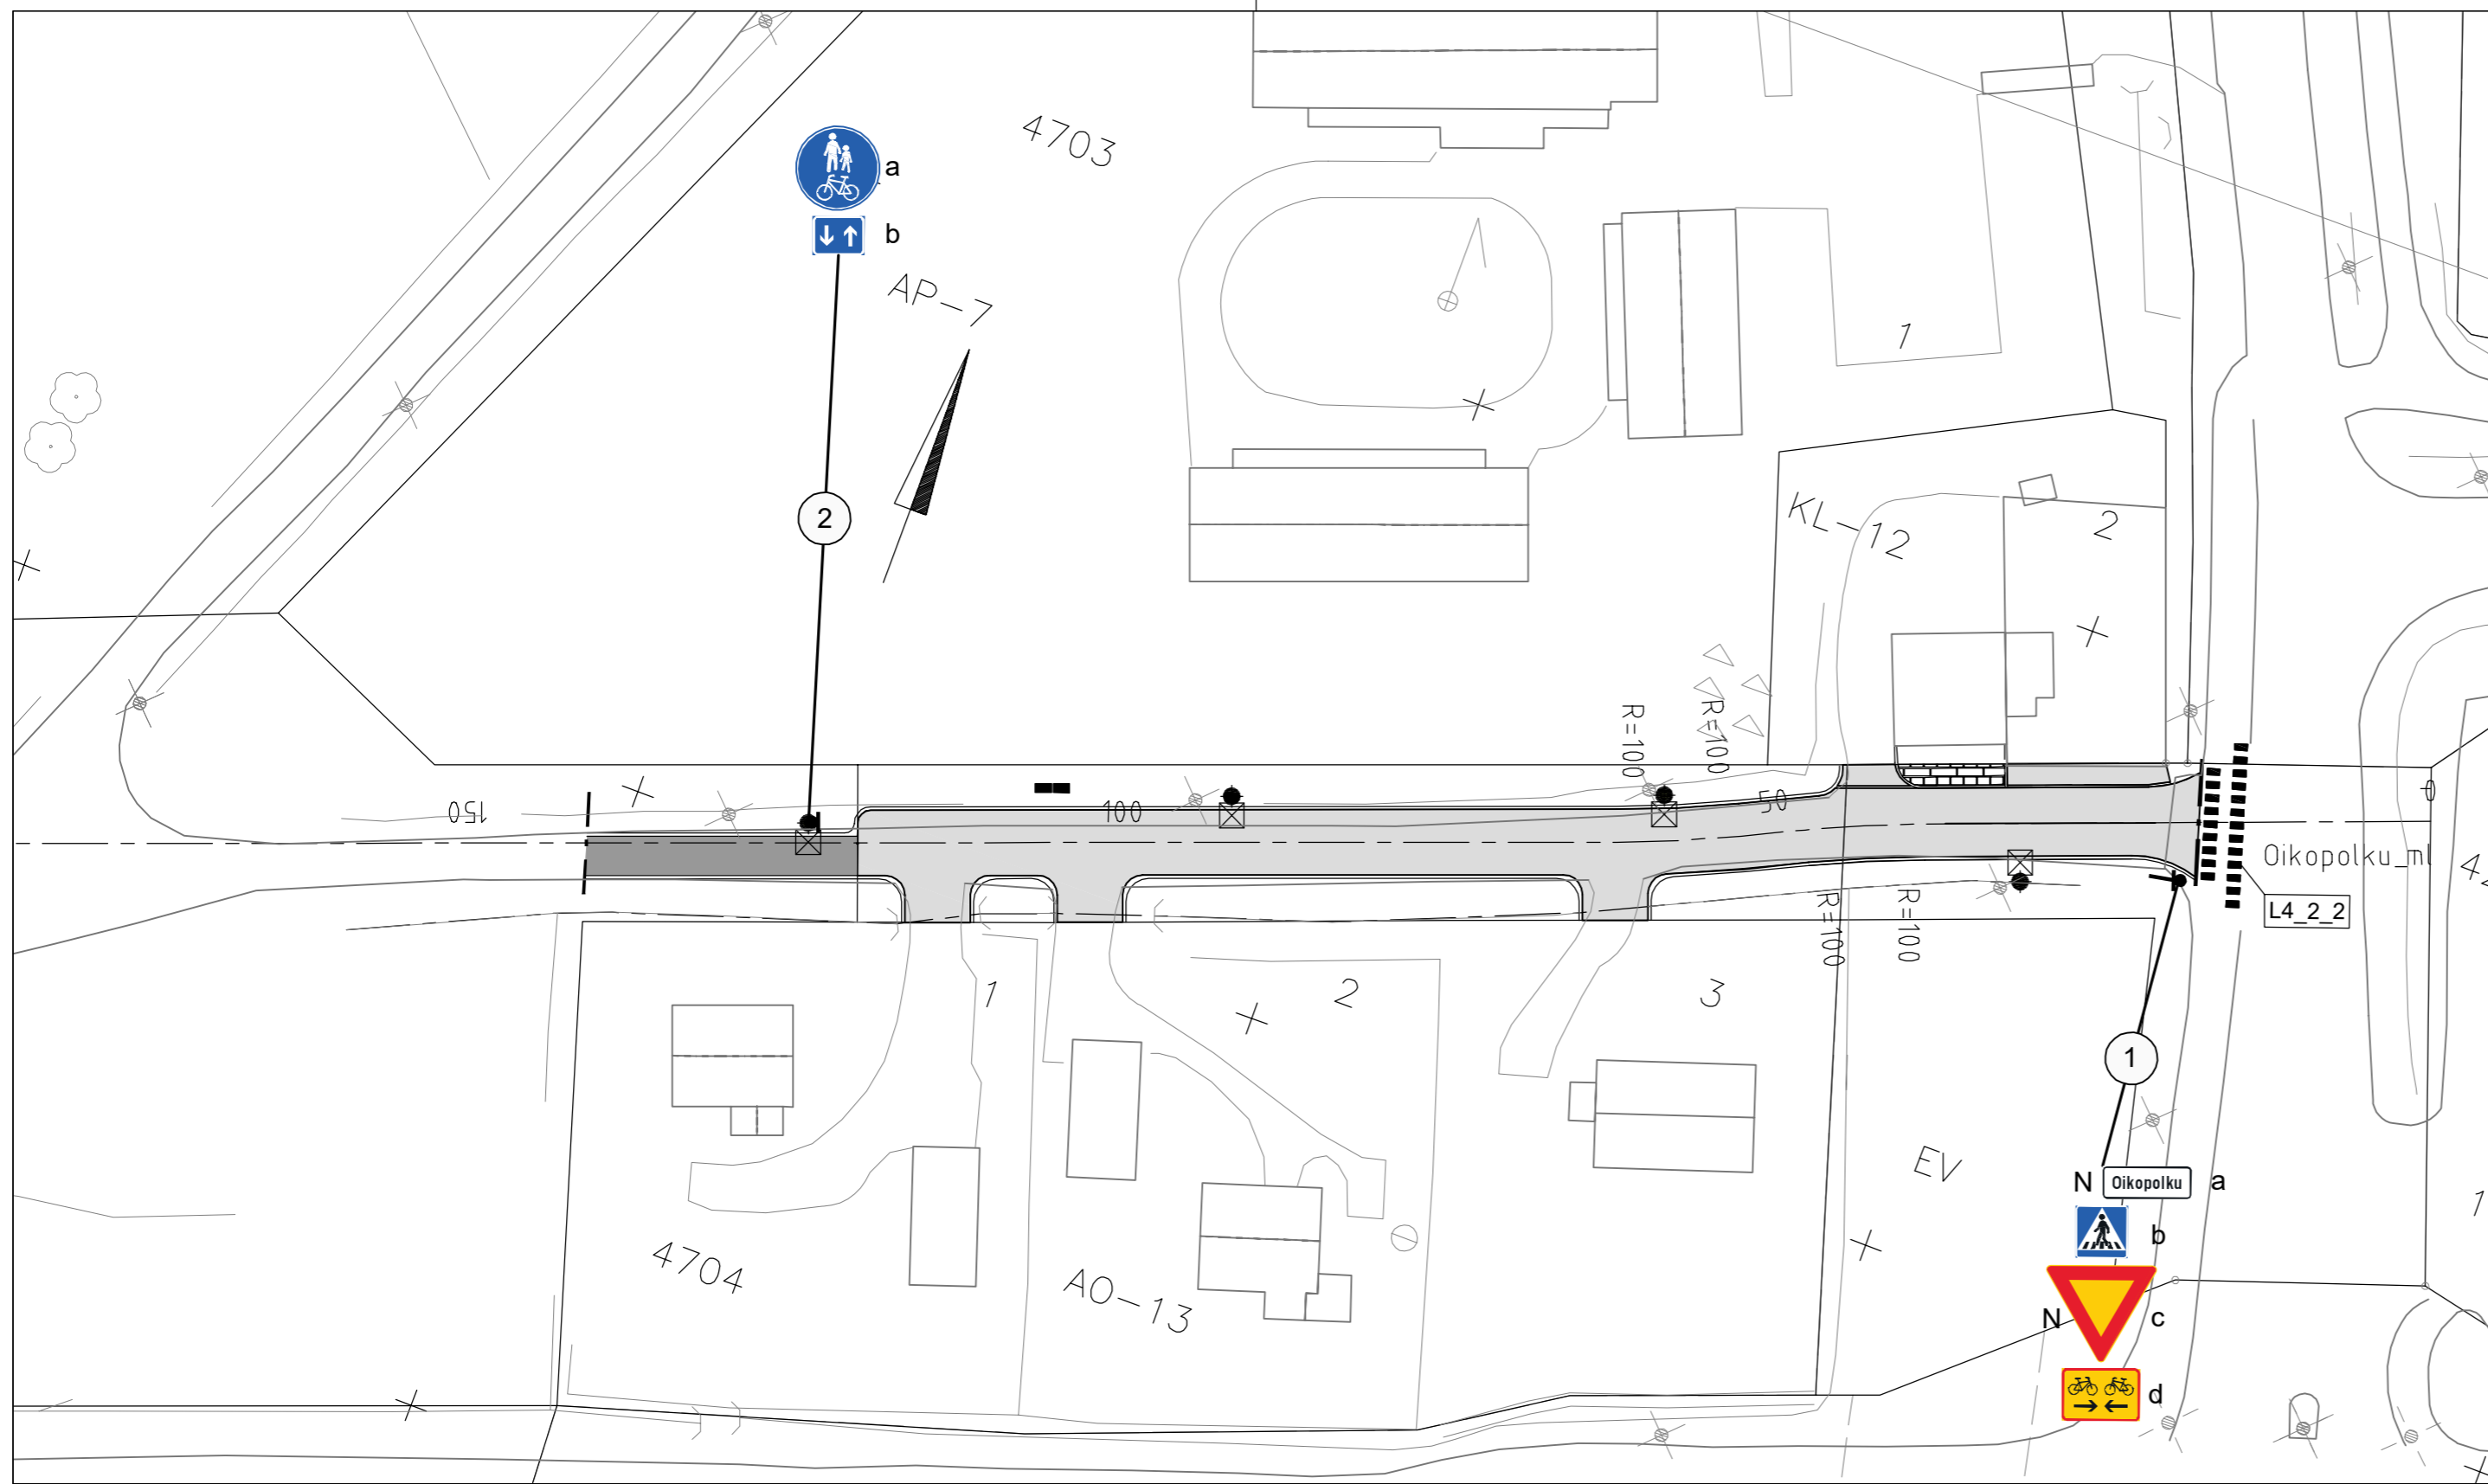 4703
a
b
AP-7
1
2
KL-12
2
R=100
R=100
150
100
50
Oikopolku_ml
L4_2_2
R=100
R=100
1
2
3
1
EV
N Oikopolku a
b
N c
d
4704
AO-13
1